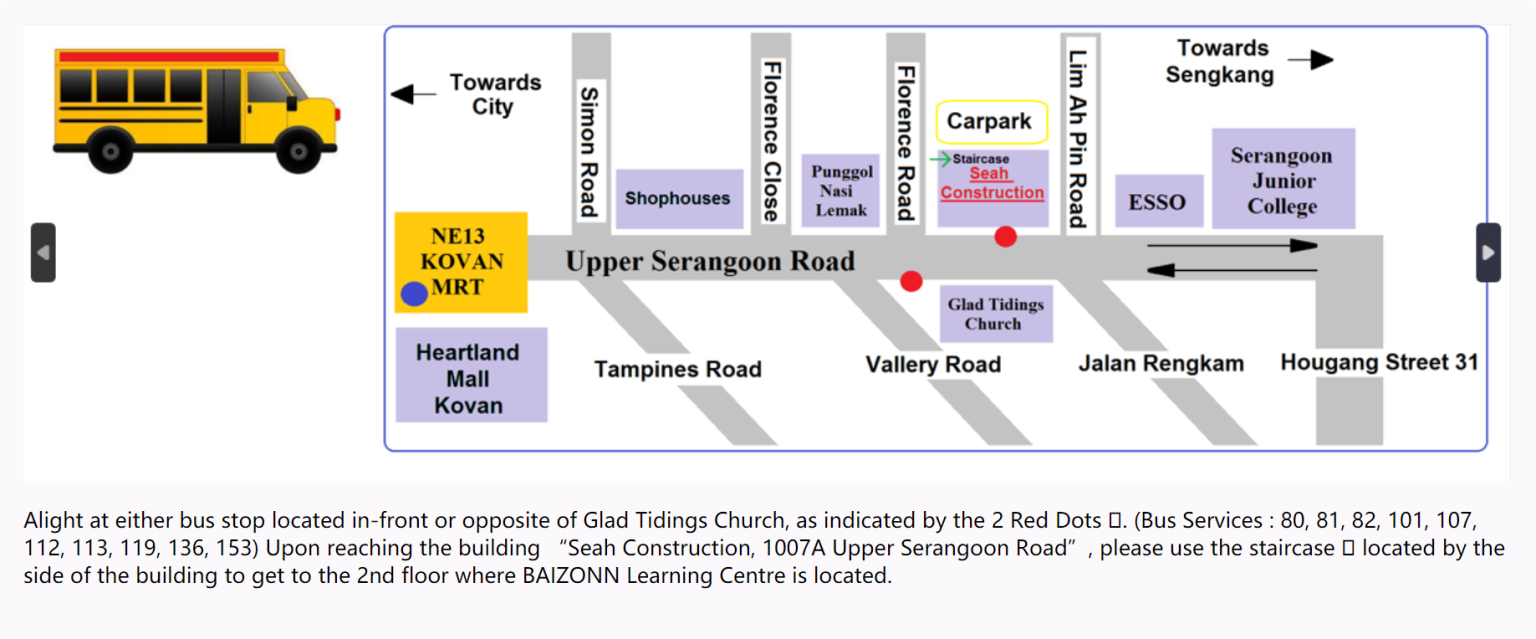 Towards
City
Simon Road
Florence Close
Florence Road
Carpark
Lim Ah Pin Road
Towards
Sengkang
Shophouses
Punggol
Nasi
Lemak
Staircase
Seah
Construction
ESSO
Serangoon
Junior
College
NE13
KOVAN
MRT
Upper Serangoon Road
Glad Tidings
Church
Heartland
Mall
Kovan
Tampines Road
Vallery Road
Jalan Rengkam
Hougang Street 31
Alight at either bus stop located in-front or opposite of Glad Tidings Church, as indicated by the 2 Red Dots . (Bus Services : 80, 81, 82, 101, 107,
112, 113, 119, 136, 153) Upon reaching the building “Seah Construction, 1007A Upper Serangoon Road”, please use the staircase  located by the
side of the building to get to the 2nd floor where BAIZONN Learning Centre is located.